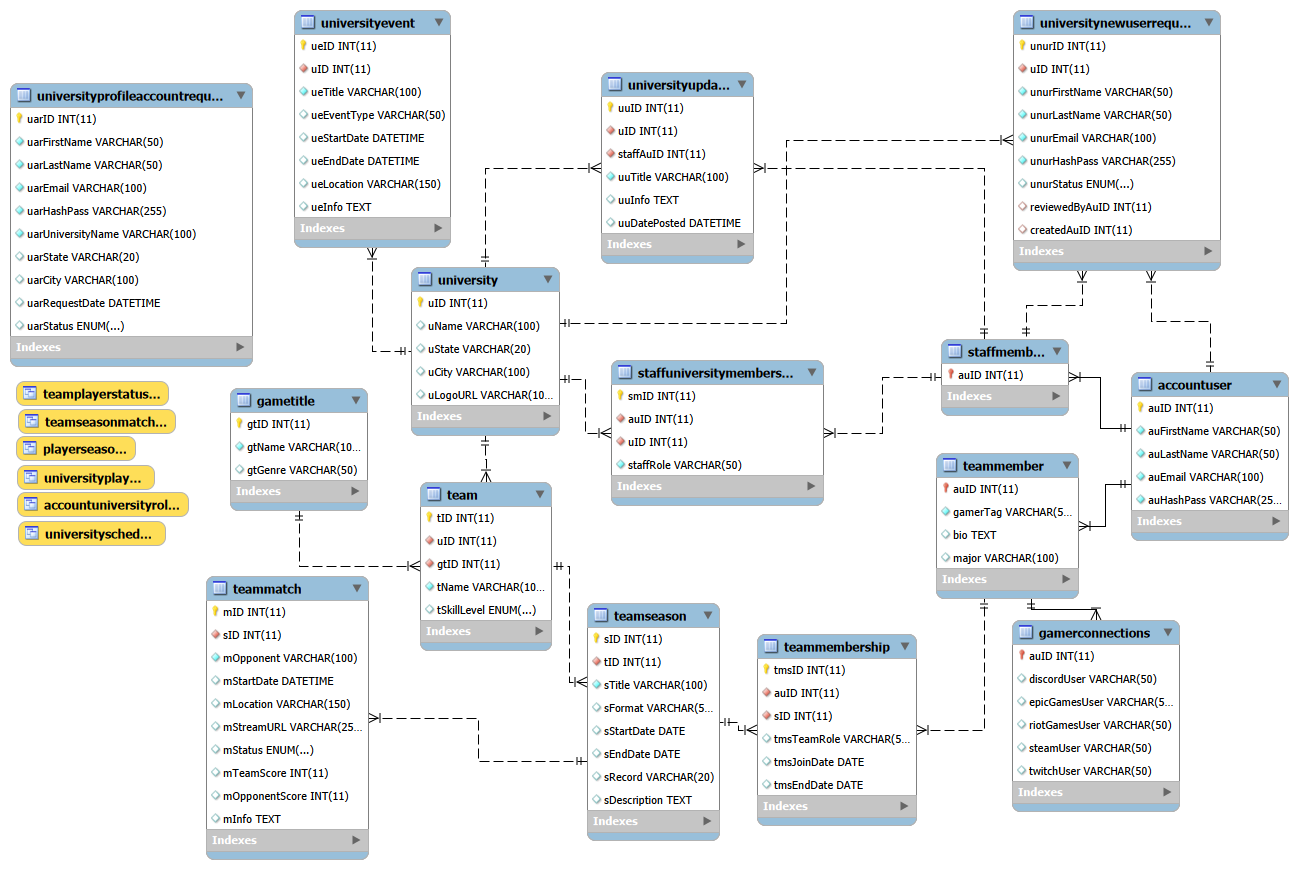 universityprofileaccountrequ...
uarID INT(11)
uarFirstName VARCHAR(50)
uarLastName VARCHAR(50)
uarEmail VARCHAR(100)
uarHashPass VARCHAR(255)
uarUniversityName VARCHAR(100)
uarState VARCHAR(20)
uarCity VARCHAR(100)
uarRequestDate DATETIME
uarStatus ENUM(...)
Indexes
universityevent
ueID INT(11)
uID INT(11)
ueTitle VARCHAR(100)
ueEventType VARCHAR(50)
ueStartDate DATETIME
ueEndDate DATETIME
ueLocation VARCHAR(150)
ueInfo TEXT
Indexes
universityupda...
uuID INT(11)
uID INT(11)
staffAuID INT(11)
uuTitle VARCHAR(100)
uuInfo TEXT
uuDatePosted DATETIME
Indexes
universitynewuserrequ...
unurID INT(11)
uID INT(11)
unurFirstName VARCHAR(50)
unurLastName VARCHAR(50)
unurEmail VARCHAR(100)
unurHashPass VARCHAR(255)
unurStatus ENUM(...)
reviewedByAuID INT(11)
createdAuID INT(11)
Indexes
university
uID INT(11)
uName VARCHAR(100)
uState VARCHAR(20)
uCity VARCHAR(100)
uLogoURL VARCHAR(10...
Indexes
staffuniversitymembers...
smID INT(11)
auID INT(11)
uID INT(11)
staffRole VARCHAR(50)
Indexes
staffmemb...
auID INT(11)
Indexes
accountuser
auID INT(11)
auFirstName VARCHAR(50)
auLastName VARCHAR(50)
auEmail VARCHAR(100)
auHashPass VARCHAR(25...
Indexes
teamplayerstatus...
teamseasonmatch...
playerseaso...
universityplay...
accountuniversityrol...
universitysched...
gametitle
gtID INT(11)
gtName VARCHAR(10...
gtGenre VARCHAR(50)
Indexes
team
tID INT(11)
uID INT(11)
gtID INT(11)
tName VARCHAR(10...
tSkillLevel ENUM(...)
Indexes
teammember
auID INT(11)
gamerTag VARCHAR(5...
bio TEXT
major VARCHAR(100)
Indexes
teammatch
mID INT(11)
sID INT(11)
mOpponent VARCHAR(100)
mStartDate DATETIME
mLocation VARCHAR(150)
mStreamURL VARCHAR(25...
mStatus ENUM(...)
mTeamScore INT(11)
mOpponentScore INT(11)
mInfo TEXT
Indexes
teamseason
sID INT(11)
tID INT(11)
sTitle VARCHAR(100)
sFormat VARCHAR(5...
sStartDate DATE
sEndDate DATE
sRecord VARCHAR(20)
sDescription TEXT
Indexes
teammembership
tmsID INT(11)
auID INT(11)
sID INT(11)
tmsTeamRole VARCHAR(5...
tmsJoinDate DATE
tmsEndDate DATE
Indexes
gamerconnections
auID INT(11)
discordUser VARCHAR(50)
epicGamesUser VARCHAR(5...
riotGamesUser VARCHAR(50)
steamUser VARCHAR(50)
twitchUser VARCHAR(50)
Indexes